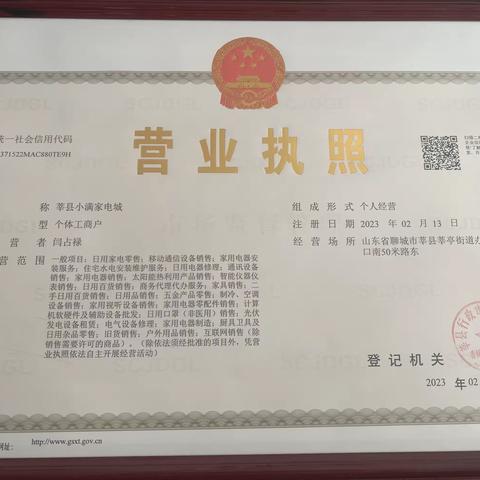 营业执照
统一社会信用代码
371522MAC880TE9H
称 莘县小满家电城
型 个体工商户
营者 闫占禄
营范围 一般项目:日用家电零售;移动通信设备销售;家用电器安装服务;住宅水电安装维护服务;日用电器修理;通讯设备销售;家用电器销售;太阳能热利用产品销售;智能仪器仪表销售;日用百货销售;商务代理代办服务;家具销售;二手日用百货销售;日用品销售;五金产品零售;制冷、空调设备销售;家用视听设备销售;家用电器零配件销售;计算机软硬件及辅助设备批发;日用口罩(非医用)销售;光伏发电设备租赁;电气设备修理;家用电器制造;厨具卫具及日用杂品零售;旧货销售;户外用品销售;互联网销售(除销售需要许可的商品)。(除依法须经批准的项目外,凭营业执照依法自主开展经营活动)
组成形式 个人经营
注册日期 2023 年 02 月 13 日
经营场所 山东省聊城市莘县莘亭街道
口南50米路东
登记机关
2023 年 02
网址: http://www.gsxt.gov.cn